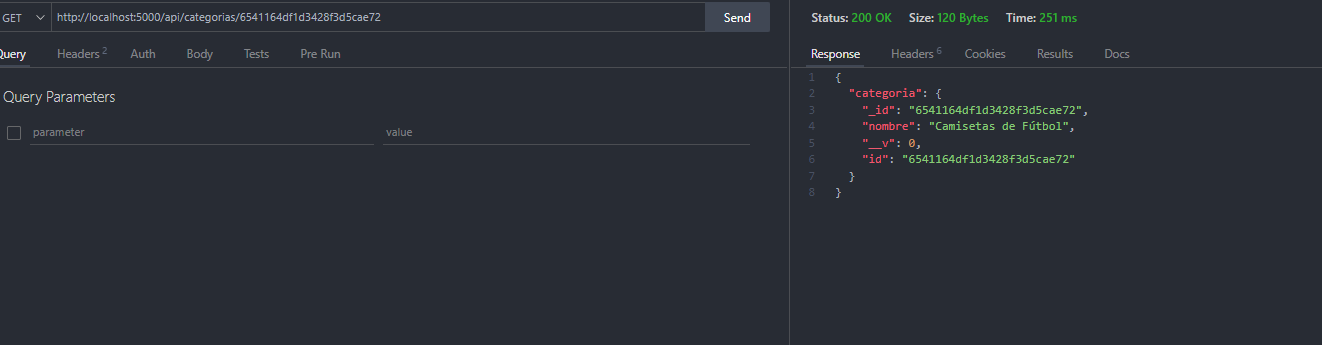 GET http://localhost:5000/api/categorias/6541164df1d3428f3d5cae72 Send
Query Headers 2 Auth Body Tests Pre Run
Query Parameters
parameter value
Status: 200 OK Size: 120 Bytes Time: 251 ms
Response Headers 6 Cookies Results Docs
1 {
2 "categoria": {
3 "_id": "6541164df1d3428f3d5cae72",
4 "nombre": "Camisetas de Fútbol",
5 "__v": 0,
6 "id": "6541164df1d3428f3d5cae72"
7 }
8 }